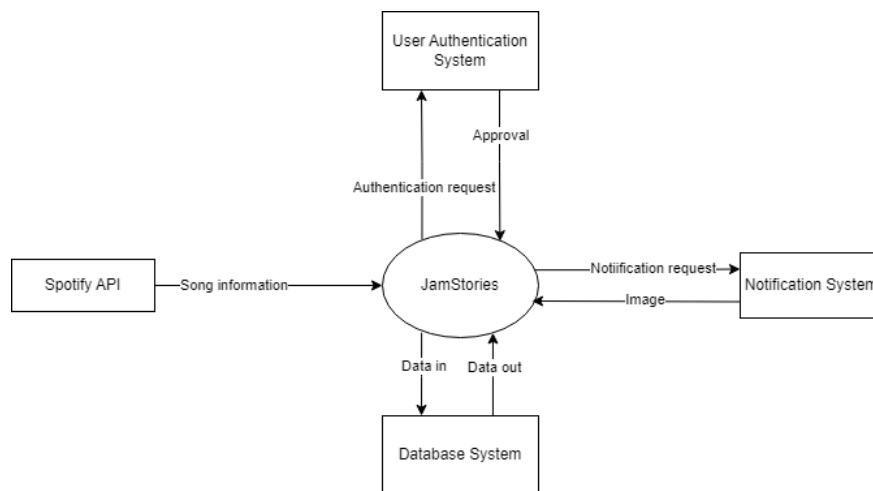 User Authentication
System
Approval
Authentication request
Spotify API
Song information
JamStories
Notiification request
Notification System
Image
Data in
Data out
Database System